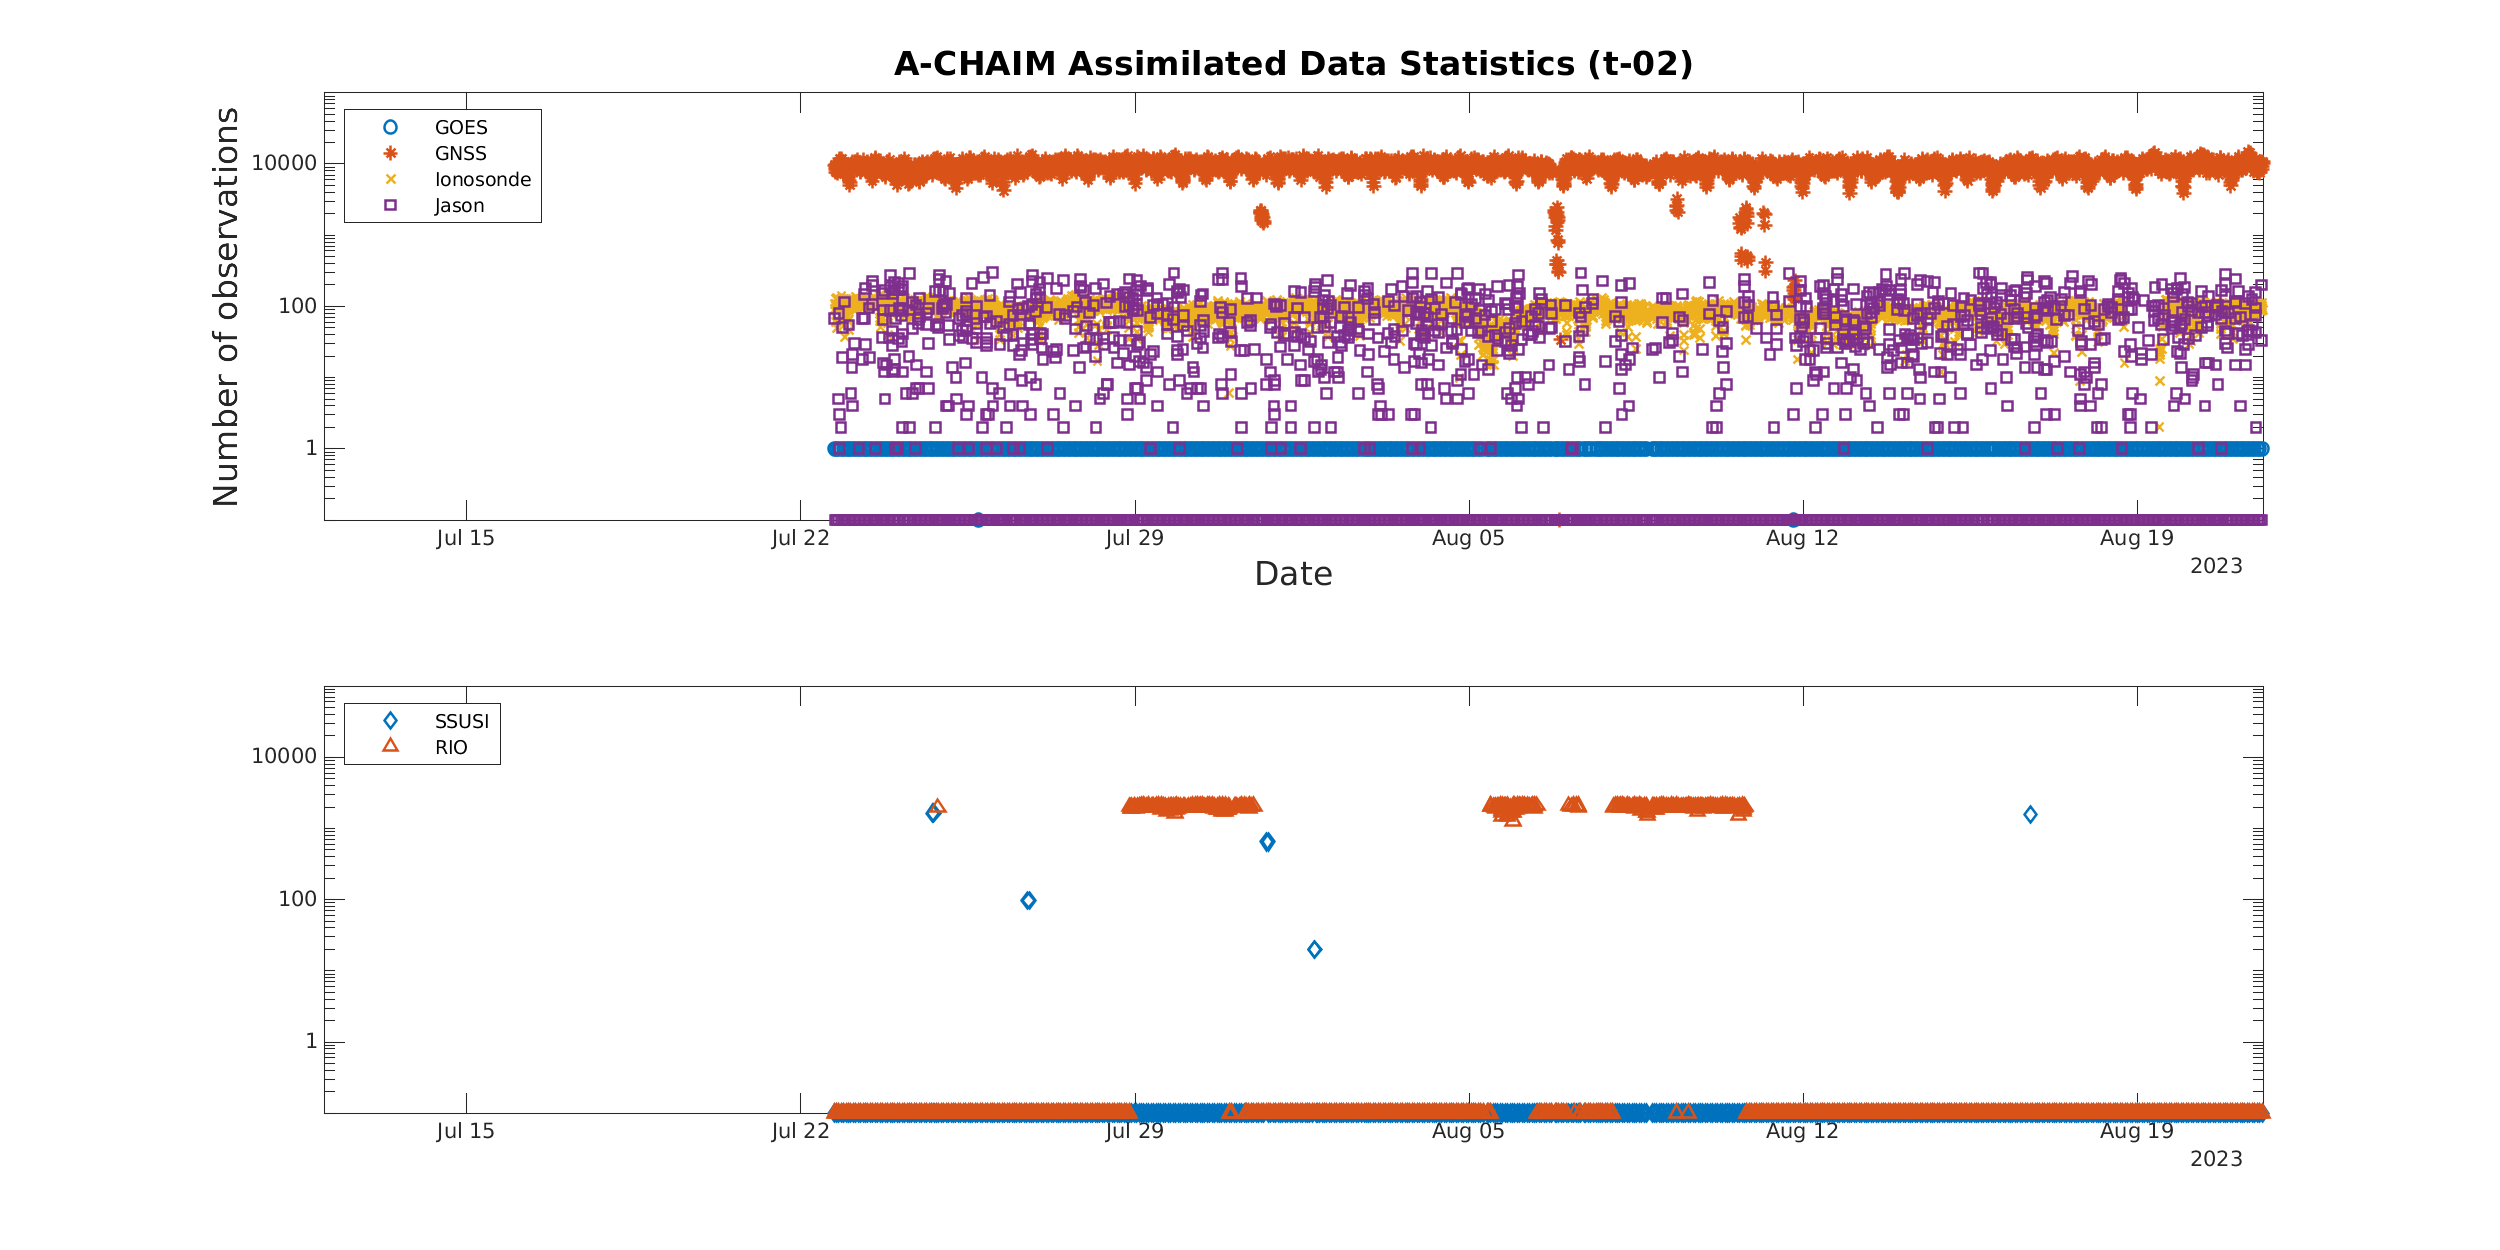 A-CHAIM Assimilated Data Statistics (t-02)
Number of observations
GOES
GNSS
Ionosonde
Jason
10000
100
1
Jul 15
Jul 22
Jul 29
Aug 05
Aug 12
Aug 19
2023
Date
SSUSI
RIO
10000
100
1
Jul 15
Jul 22
Jul 29
Aug 05
Aug 12
Aug 19
2023